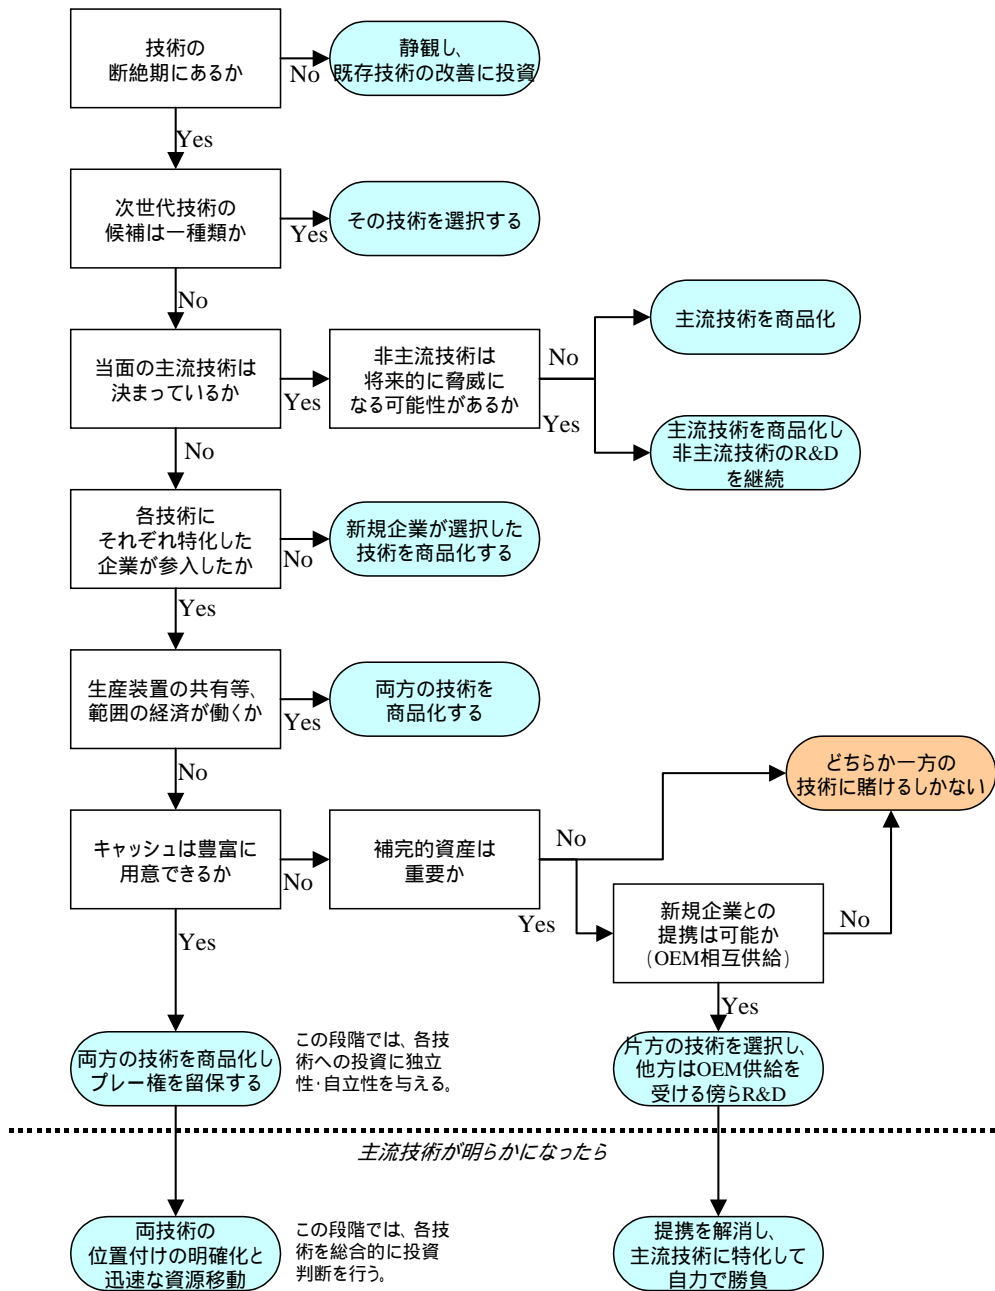 技術の
断絶期にあるか
No
静観し、
既存技術の改善に投資
Yes
次世代技術の
候補は一種類か
Yes
その技術を選択する
No
当面の主流技術は
決まっているか
Yes
非主流技術は
将来的に脅威に
なる可能性があるか
No
主流技術を商品化
Yes
主流技術を商品化し
非主流技術のR&D
を継続
No
各技術に
それぞれ特化した
企業が参入したか
No
新規企業が選択した
技術を商品化する
Yes
生産装置の共有等、
範囲の経済が働くか
Yes
両方の技術を
商品化する
No
どちらか一方の
技術に賭けるしかない
キャッシュは豊富に
用意できるか
No
補完的資産は
重要か
No
Yes
新規企業との
提携は可能か
(OEM相互供給)
No
Yes
Yes
両方の技術を商品化し
プレー権を留保する
この段階では、各技
術への投資に独立
性・自立性を与える。
片方の技術を選択し、
他方はOEM供給を
受ける傍らR&D
主流技術が明らかになったら
両技術の
位置付けの明確化と
迅速な資源移動
この段階では、各技
術を総合的に投資
判断を行う。
提携を解消し、
主流技術に特化して
自力で勝負